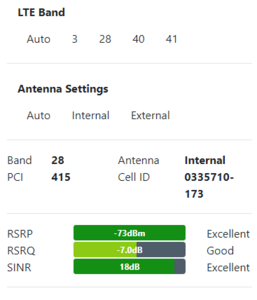 LTE Band
Auto 3 28 40 41
Antenna Settings
Auto Internal External
Band 28 Antenna Internal
PCI 415 Cell ID 0335710-
173
RSRP -73dBm Excellent
RSRQ -7.0dB Good
SINR 18dB Excellent